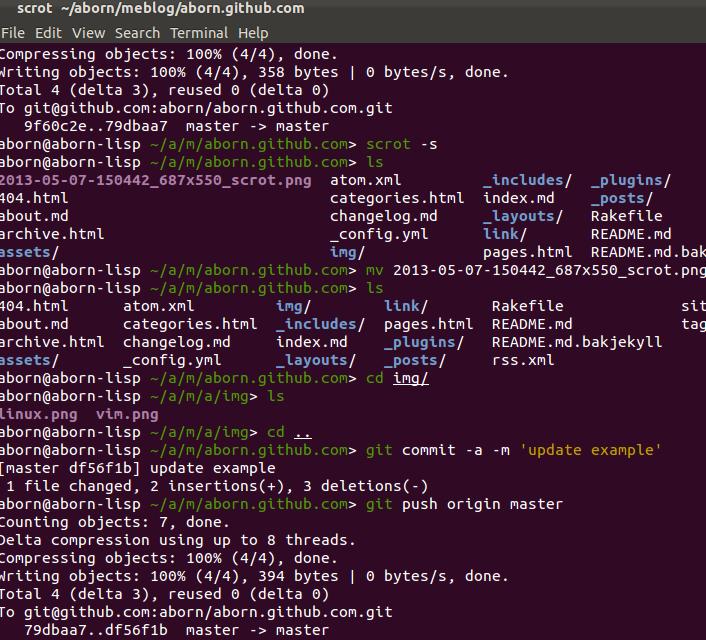 scrot ~/aborn/meblog/aborn.github.com
File Edit View Search Terminal Help
Compressing objects: 100% (4/4), done.
Writing objects: 100% (4/4), 358 bytes | 0 bytes/s, done.
Total 4 (delta 3), reused 0 (delta 0)
To git@github.com:aborn/aborn.github.com.git
   9f60c2e..79dbaa7  master -> master
aborn@aborn-lisp ~/a/m/aborn.github.com> scrot -s
aborn@aborn-lisp ~/a/m/aborn.github.com> ls
2013-05-07-150442_687x550_scrot.png  atom.xml         _includes/  _plugins/
404.html                             categories.html  index.md    _posts/
about.md                             changelog.md     _layouts/   Rakefile
archive.html                         _config.yml      link/       README.md
assets/                              img/             pages.html  README.md.bak
aborn@aborn-lisp ~/a/m/aborn.github.com> mv 2013-05-07-150442_687x550_scrot.png
aborn@aborn-lisp ~/a/m/aborn.github.com> ls
404.html      atom.xml         img/        link/       Rakefile             sit
about.md      categories.html  _includes/  pages.html  README.md            tag
archive.html  changelog.md     index.md    _plugins/   README.md.bakjekyll
assets/       _config.yml      _layouts/   _posts/     rss.xml
aborn@aborn-lisp ~/a/m/aborn.github.com> cd img/
aborn@aborn-lisp ~/a/m/a/img> ls
linux.png  vim.png
aborn@aborn-lisp ~/a/m/a/img> cd ..
aborn@aborn-lisp ~/a/m/aborn.github.com> git commit -a -m 'update example'
[master df56f1b] update example
 1 file changed, 2 insertions(+), 3 deletions(-)
aborn@aborn-lisp ~/a/m/aborn.github.com> git push origin master
Counting objects: 7, done.
Delta compression using up to 8 threads.
Compressing objects: 100% (4/4), done.
Writing objects: 100% (4/4), 394 bytes | 0 bytes/s, done.
Total 4 (delta 3), reused 0 (delta 0)
To git@github.com:aborn/aborn.github.com.git
   79dbaa7..df56f1b  master -> master